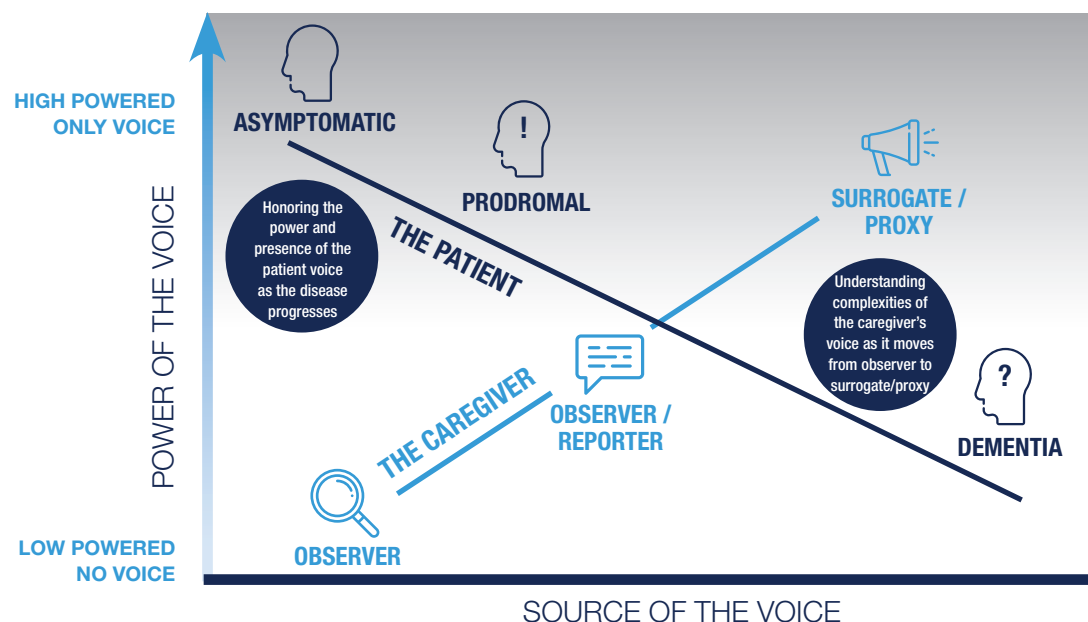 HIGH POWERED
ONLY VOICE
POWER OF THE VOICE
LOW POWERED
NO VOICE
ASYMPTOMATIC
!
PRODROMAL
THE PATIENT
Honoring the
power and
presence of the
patient voice
as the disease
progresses
SURROGATE /
PROXY
Understanding
complexities of
the caregiver's
voice as it moves
from observer to
surrogate/proxy
?
DEMENTIA
THE CAREGIVER
OBSERVER /
REPORTER
OBSERVER
SOURCE OF THE VOICE